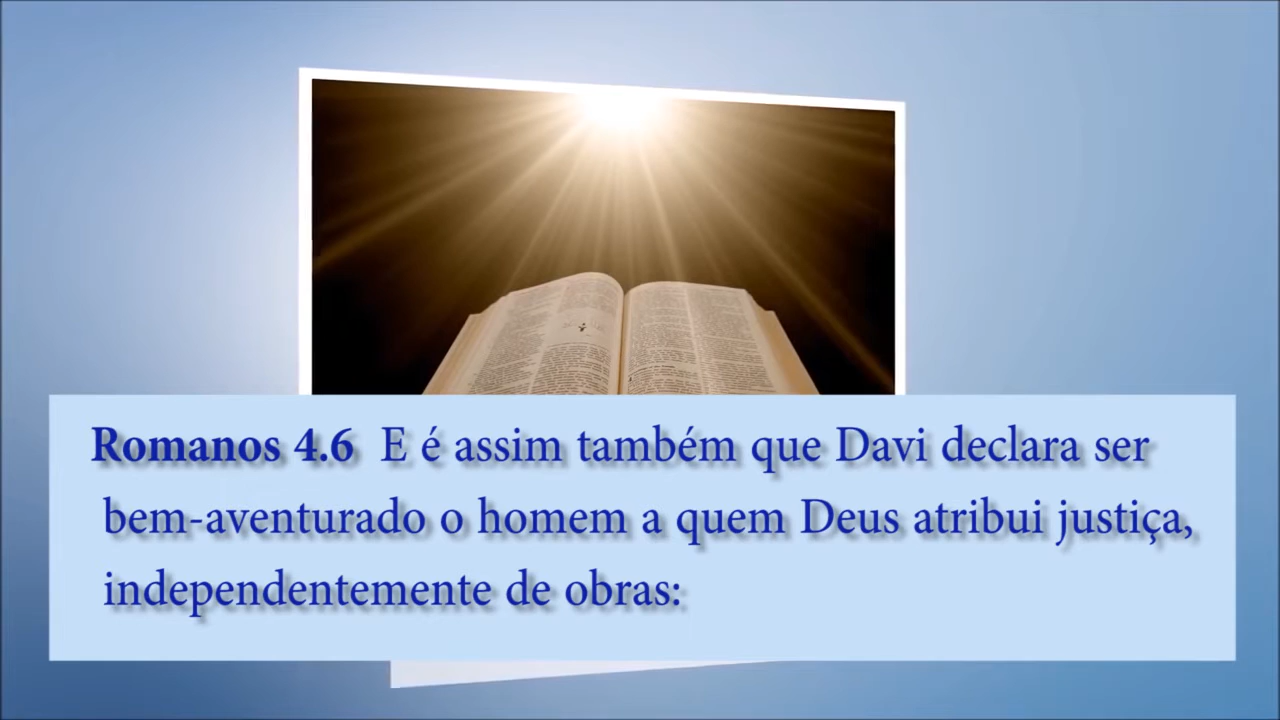 Romanos 4.6 E é assim também que Davi declara ser
bem-aventurado o homem a quem Deus atribui justiça,
independentemente de obras: